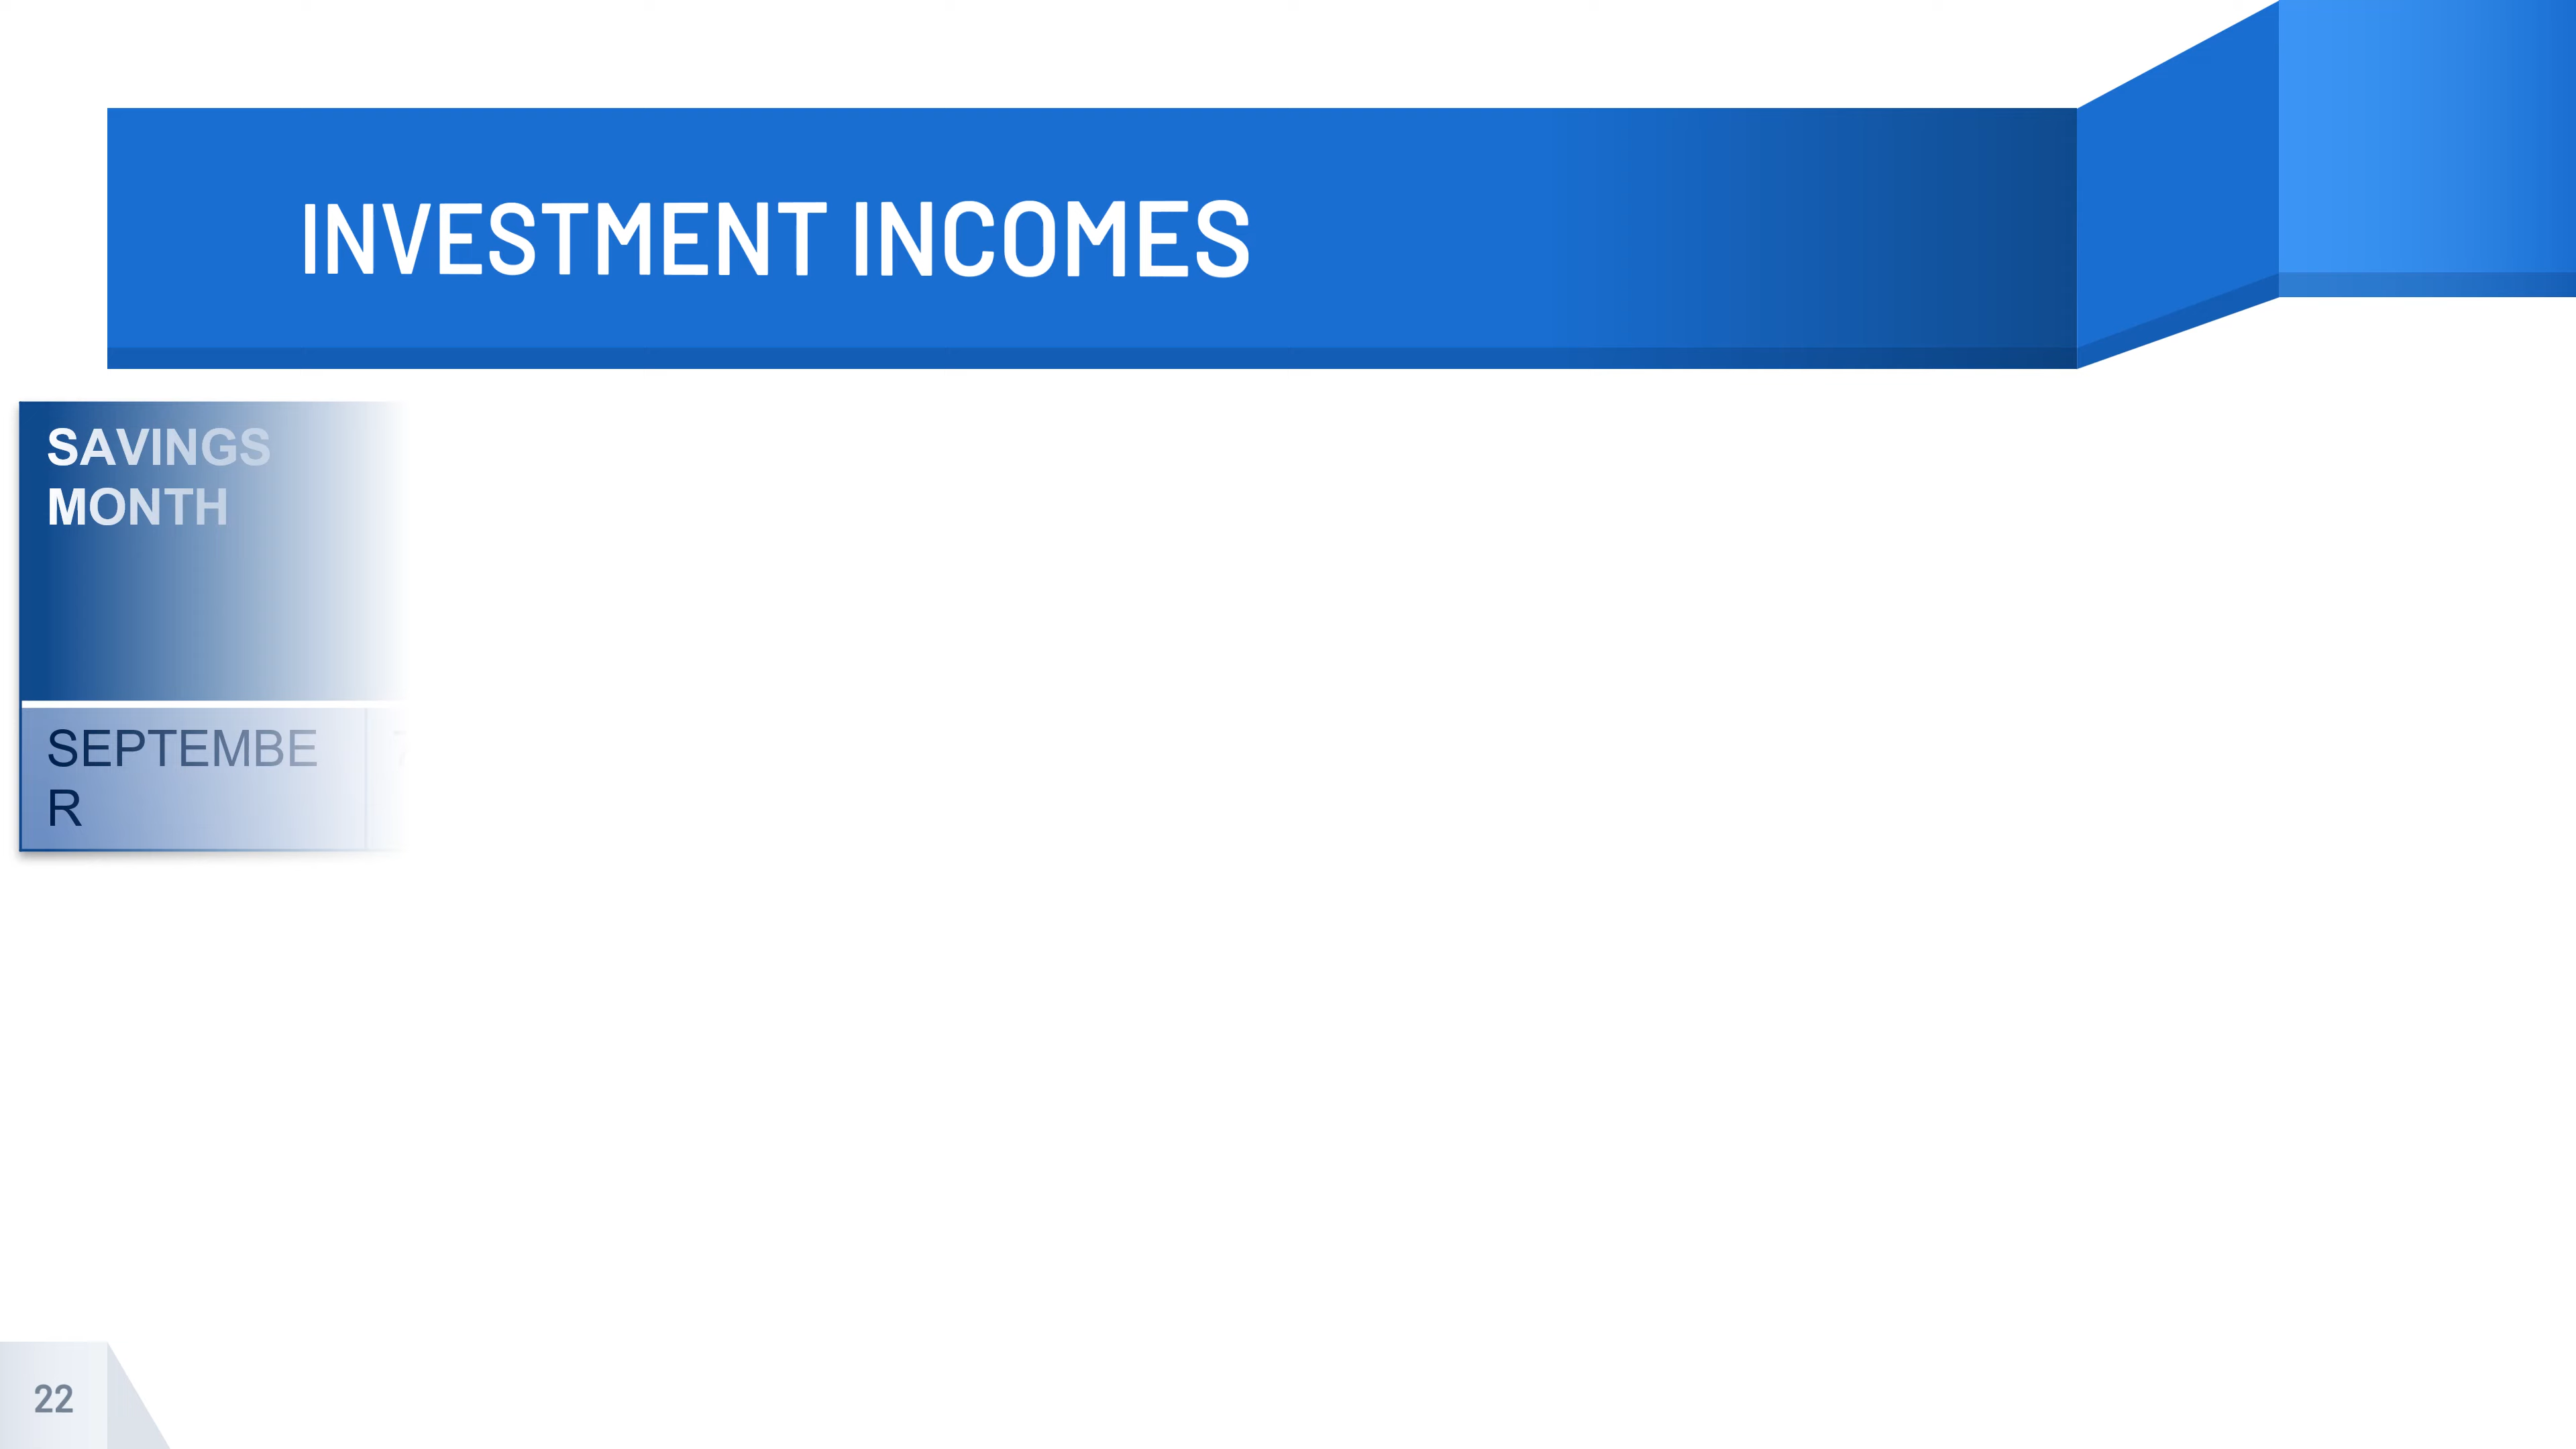 INVESTMENT INCOMES
SAVINGS
MONTH
SEPTEMBE
R
22